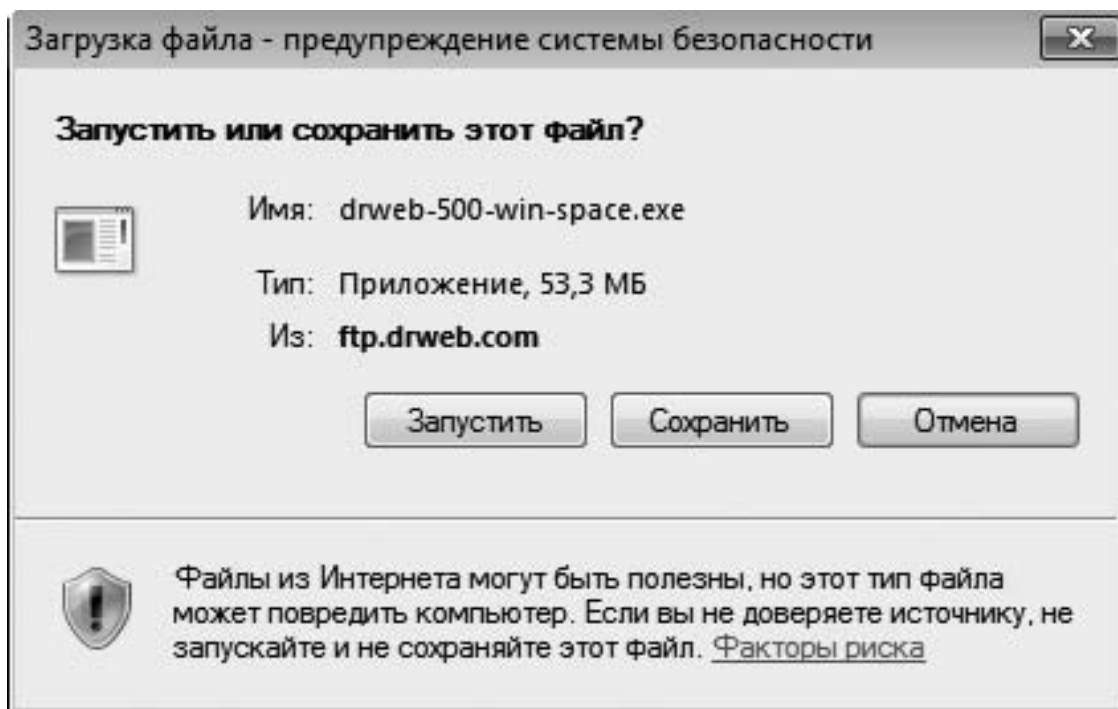 Загрузка файла - предупреждение системы безопасности
Запустить или сохранить этот файл?
Имя: drweb-500-win-space.exe
Тип: Приложение, 53,3 МБ
Из: ftp.drweb.com
Запустить Сохранить Отмена
Файлы из Интернета могут быть полезны, но этот тип файла
может повредить компьютер. Если вы не доверяете источнику, не
запускайте и не сохраняйте этот файл. Факторы риска